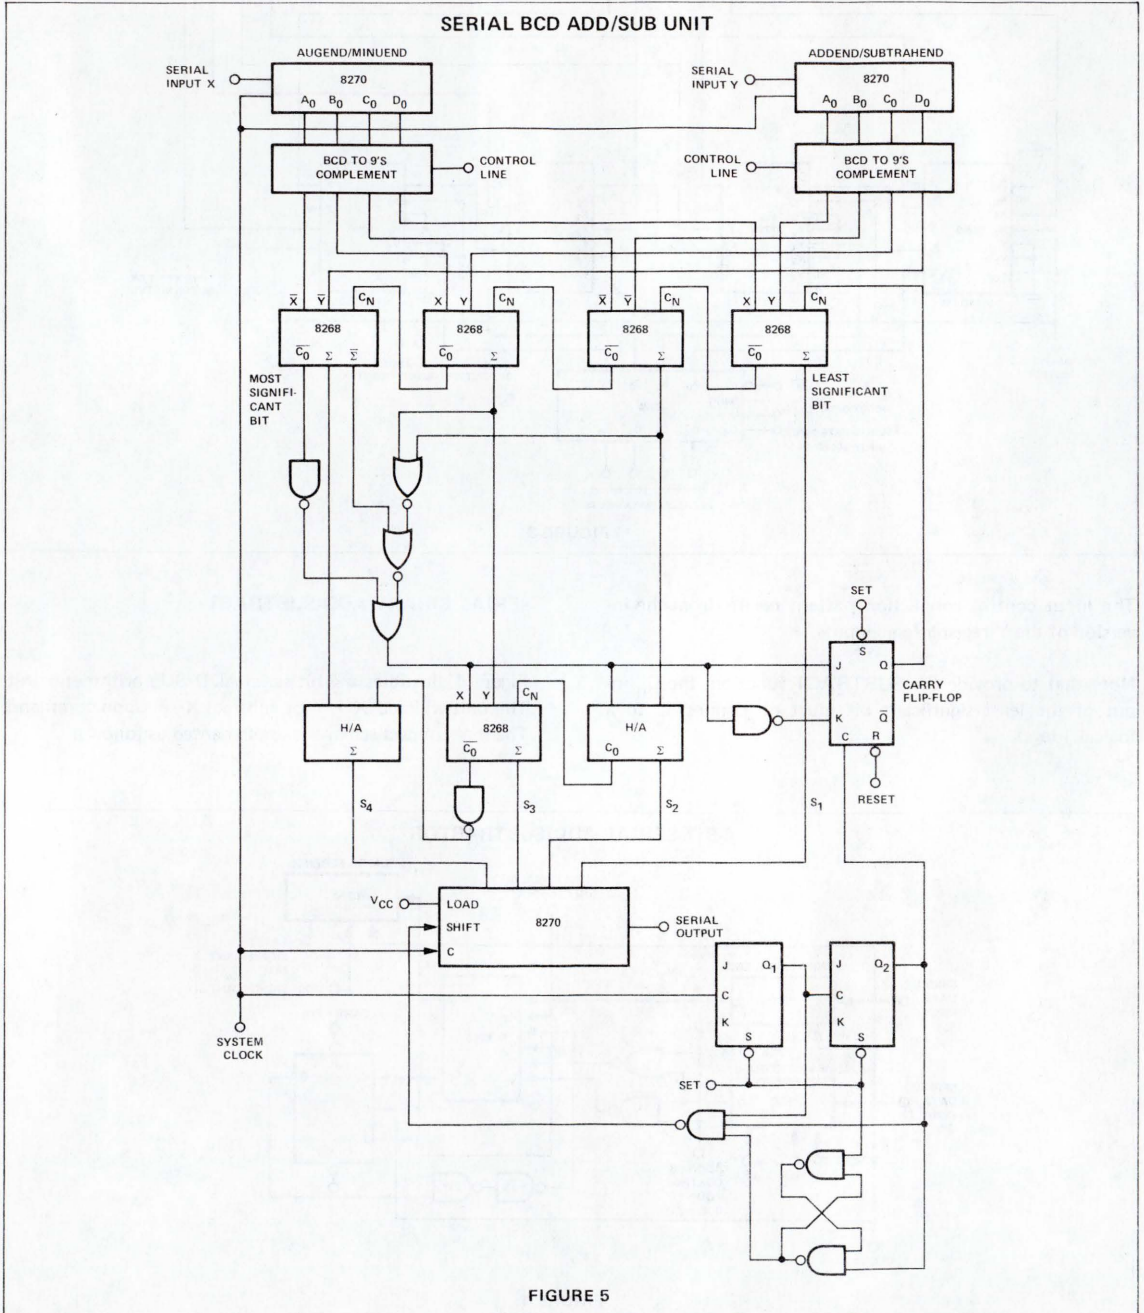 SERIAL BCD ADD/SUB UNIT
AUGEND/MINUEND
8270
A0 B0 C0 D0
SERIAL
INPUT X
BCD TO 9'S
COMPLEMENT
CONTROL
LINE
ADDEND/SUBTRAHEND
8270
A0 B0 C0 D0
SERIAL
INPUT Y
BCD TO 9'S
COMPLEMENT
CONTROL
LINE
X̅ Y̅ CN
8268
C̅0̅ Σ Σ̅
X Y CN
8268
C̅0̅ Σ
X̅ Y̅ CN
8268
C̅0̅ Σ
X Y CN
8268
C̅0̅ Σ
MOST
SIGNIFI-
CANT
BIT
LEAST
SIGNIFICANT
BIT
SET
S
J Q
K Q̅
C R
CARRY
FLIP-FLOP
RESET
H/A
Σ
X Y CN
8268
C̅0̅ Σ
H/A
C0 Σ
S4
S3
S2
S1
VCC
LOAD
SHIFT
C
8270
SERIAL
OUTPUT
J Q1
C
K
S
J Q2
C
K
S
SYSTEM
CLOCK
SET
FIGURE 5